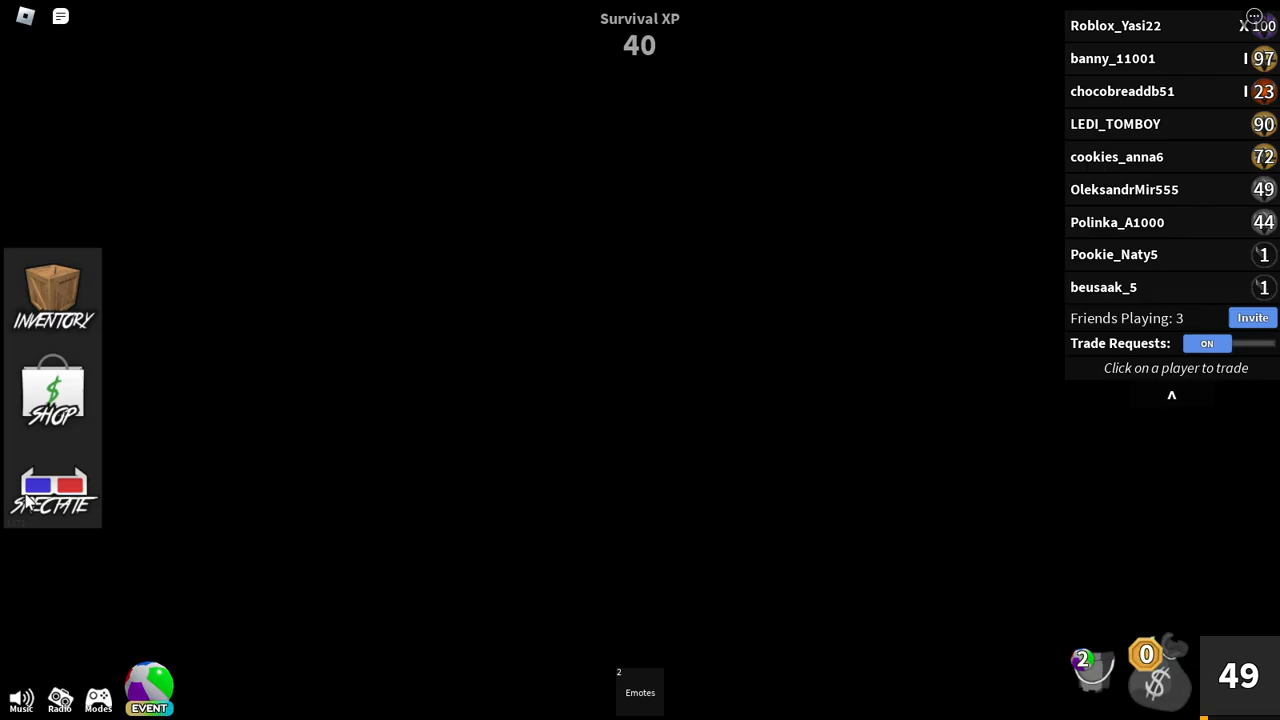 Survival XP
40
Roblox_Yasi22 X 100
banny_11001 I 97
chocobreaddb51 I 23
LEDI_TOMBOY 90
cookies_anna6 72
OleksandrMir555 49
Polinka_A1000 44
Pookie_Naty5 1
beusaak_5 1
Friends Playing: 3 Invite
Trade Requests: ON
Click on a player to trade
INVENTORY
$
SHOP
SPECTATE
2
Emotes
Music
Radio
Modes
EVENT
2
0
$
49